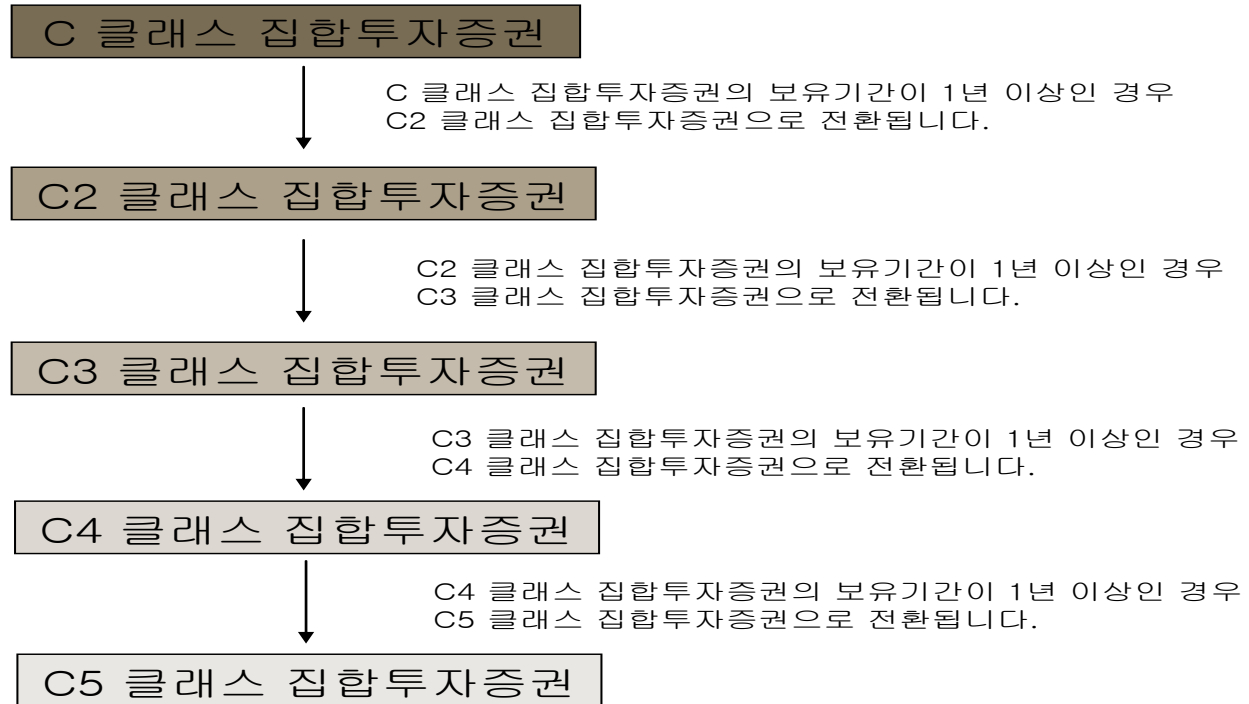 C 클래스 집합투자증권
C 클래스 집합투자증권의 보유기간이 1년 이상인 경우
C2 클래스 집합투자증권으로 전환됩니다.
C2 클래스 집합투자증권
C2 클래스 집합투자증권의 보유기간이 1년 이상인 경우
C3 클래스 집합투자증권으로 전환됩니다.
C3 클래스 집합투자증권
C3 클래스 집합투자증권의 보유기간이 1년 이상인 경우
C4 클래스 집합투자증권으로 전환됩니다.
C4 클래스 집합투자증권
C4 클래스 집합투자증권의 보유기간이 1년 이상인 경우
C5 클래스 집합투자증권으로 전환됩니다.
C5 클래스 집합투자증권